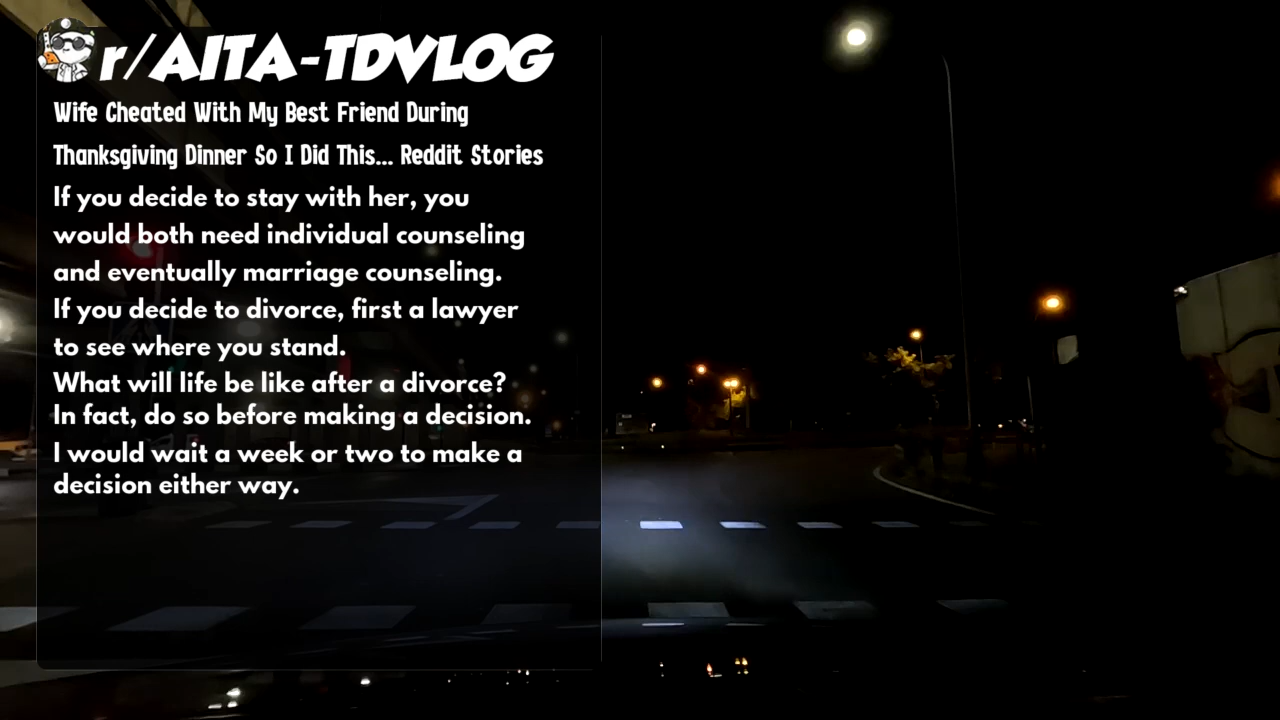 r/AITA-TDVLOG
Wife Cheated With My Best Friend During
Thanksgiving Dinner So I Did This... Reddit Stories
If you decide to stay with her, you
would both need individual counseling
and eventually marriage counseling.
If you decide to divorce, first a lawyer
to see where you stand.
What will life be like after a divorce?
In fact, do so before making a decision.
I would wait a week or two to make a
decision either way.